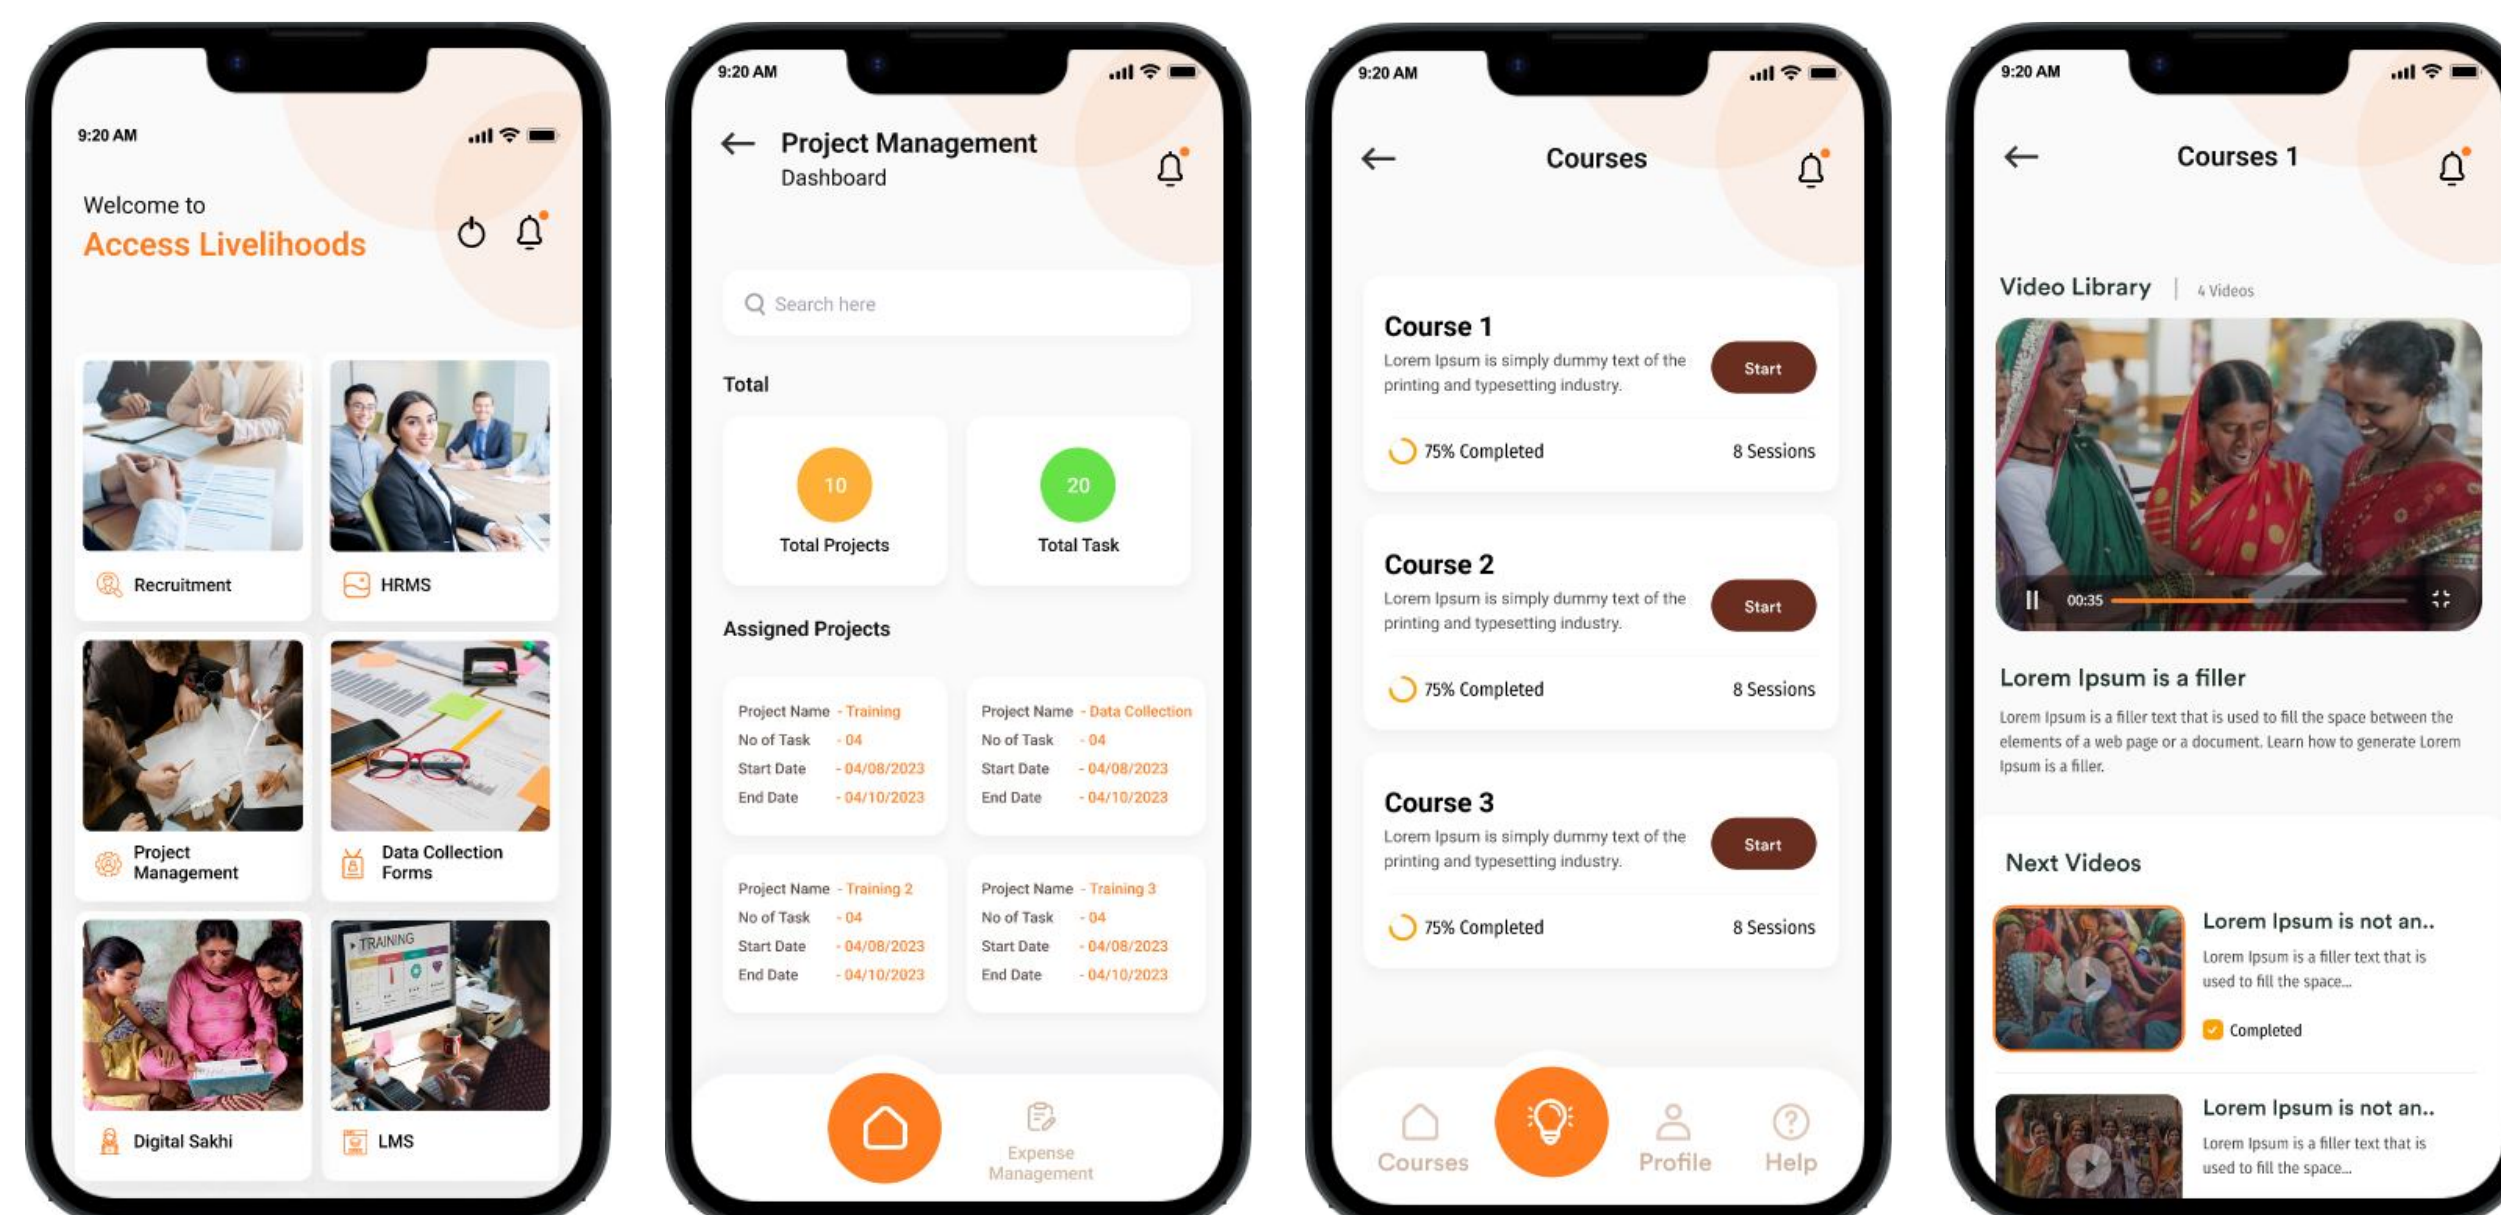 9:20 AM
Welcome to
Access Livelihoods
Recruitment
HRMS
Project
Management
Data Collection
Forms
TRAINING
Digital Sakhi
LMS
9:20 AM
Project Management
Dashboard
Search here
Total
10
Total Projects
20
Total Task
Assigned Projects
Project Name - Training
No of Task - 04
Start Date - 04/08/2023
End Date - 04/10/2023
Project Name - Data Collection
No of Task - 04
Start Date - 04/08/2023
End Date - 04/10/2023
Project Name - Training 2
No of Task - 04
Start Date - 04/08/2023
End Date - 04/10/2023
Project Name - Training 3
No of Task - 04
Start Date - 04/08/2023
End Date - 04/10/2023
Expense
Management
9:20 AM
Courses
Course 1
Lorem Ipsum is simply dummy text of the
printing and typesetting industry.
Start
75% Completed
8 Sessions
Course 2
Lorem Ipsum is simply dummy text of the
printing and typesetting industry.
Start
75% Completed
8 Sessions
Course 3
Lorem Ipsum is simply dummy text of the
printing and typesetting industry.
Start
75% Completed
8 Sessions
Courses
Profile
Help
9:20 AM
Courses 1
Video Library | 4 Videos
00:35
Lorem Ipsum is a filler
Lorem Ipsum is a filler text that is used to fill the space between the
elements of a web page or a document. Learn how to generate Lorem
Ipsum is a filler.
Next Videos
Lorem Ipsum is not an..
Lorem Ipsum is a filler text that is
used to fill the space...
Completed
Lorem Ipsum is not an..
Lorem Ipsum is a filler text that is
used to fill the space...